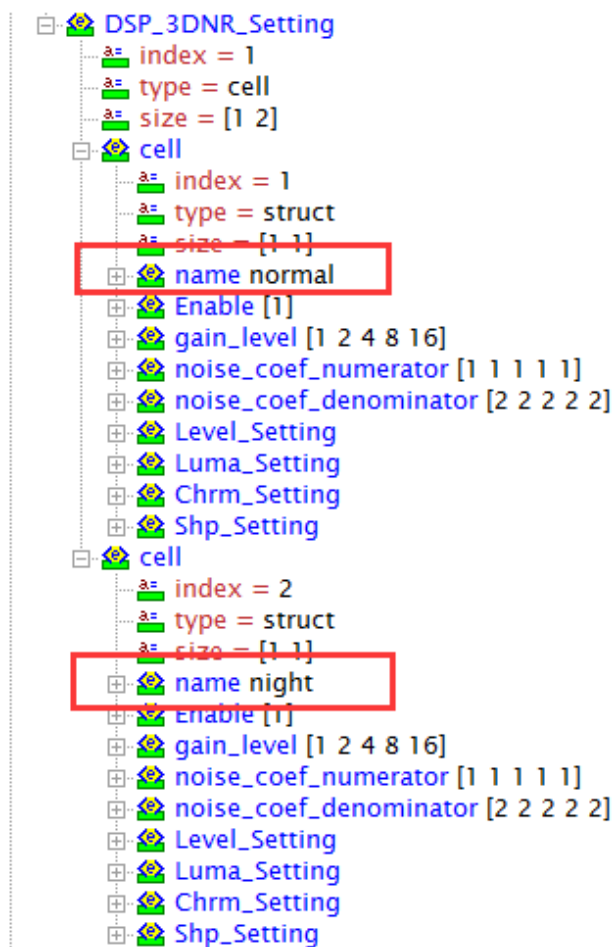 DSP_3DNR_Setting
index = 1
type = cell
size = [1 2]
cell
index = 1
type = struct
size = [1 1]
name normal
Enable [1]
gain_level [1 2 4 8 16]
noise_coef_numerator [1 1 1 1 1]
noise_coef_denominator [2 2 2 2 2]
Level_Setting
Luma_Setting
Chrm_Setting
Shp_Setting
cell
index = 2
type = struct
size = [1 1]
name night
Enable [1]
gain_level [1 2 4 8 16]
noise_coef_numerator [1 1 1 1 1]
noise_coef_denominator [2 2 2 2 2]
Level_Setting
Luma_Setting
Chrm_Setting
Shp_Setting